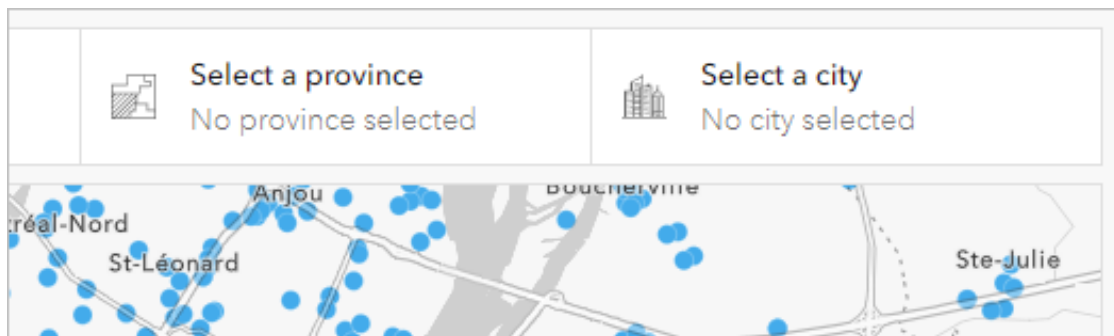 Select a province
No province selected
Select a city
No city selected
Anjou
Boucherville
tréal-Nord
St-Léonard
Ste-Julie